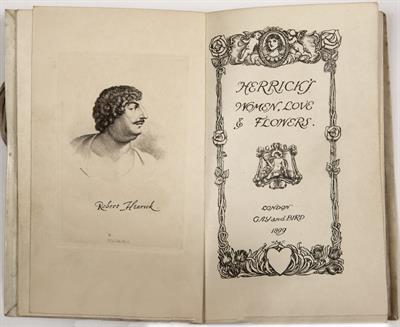 Robert Herrick
HERRICK'S
WOMEN, LOVE
& FLOWERS.
LONDON
GAY and BIRD
1899